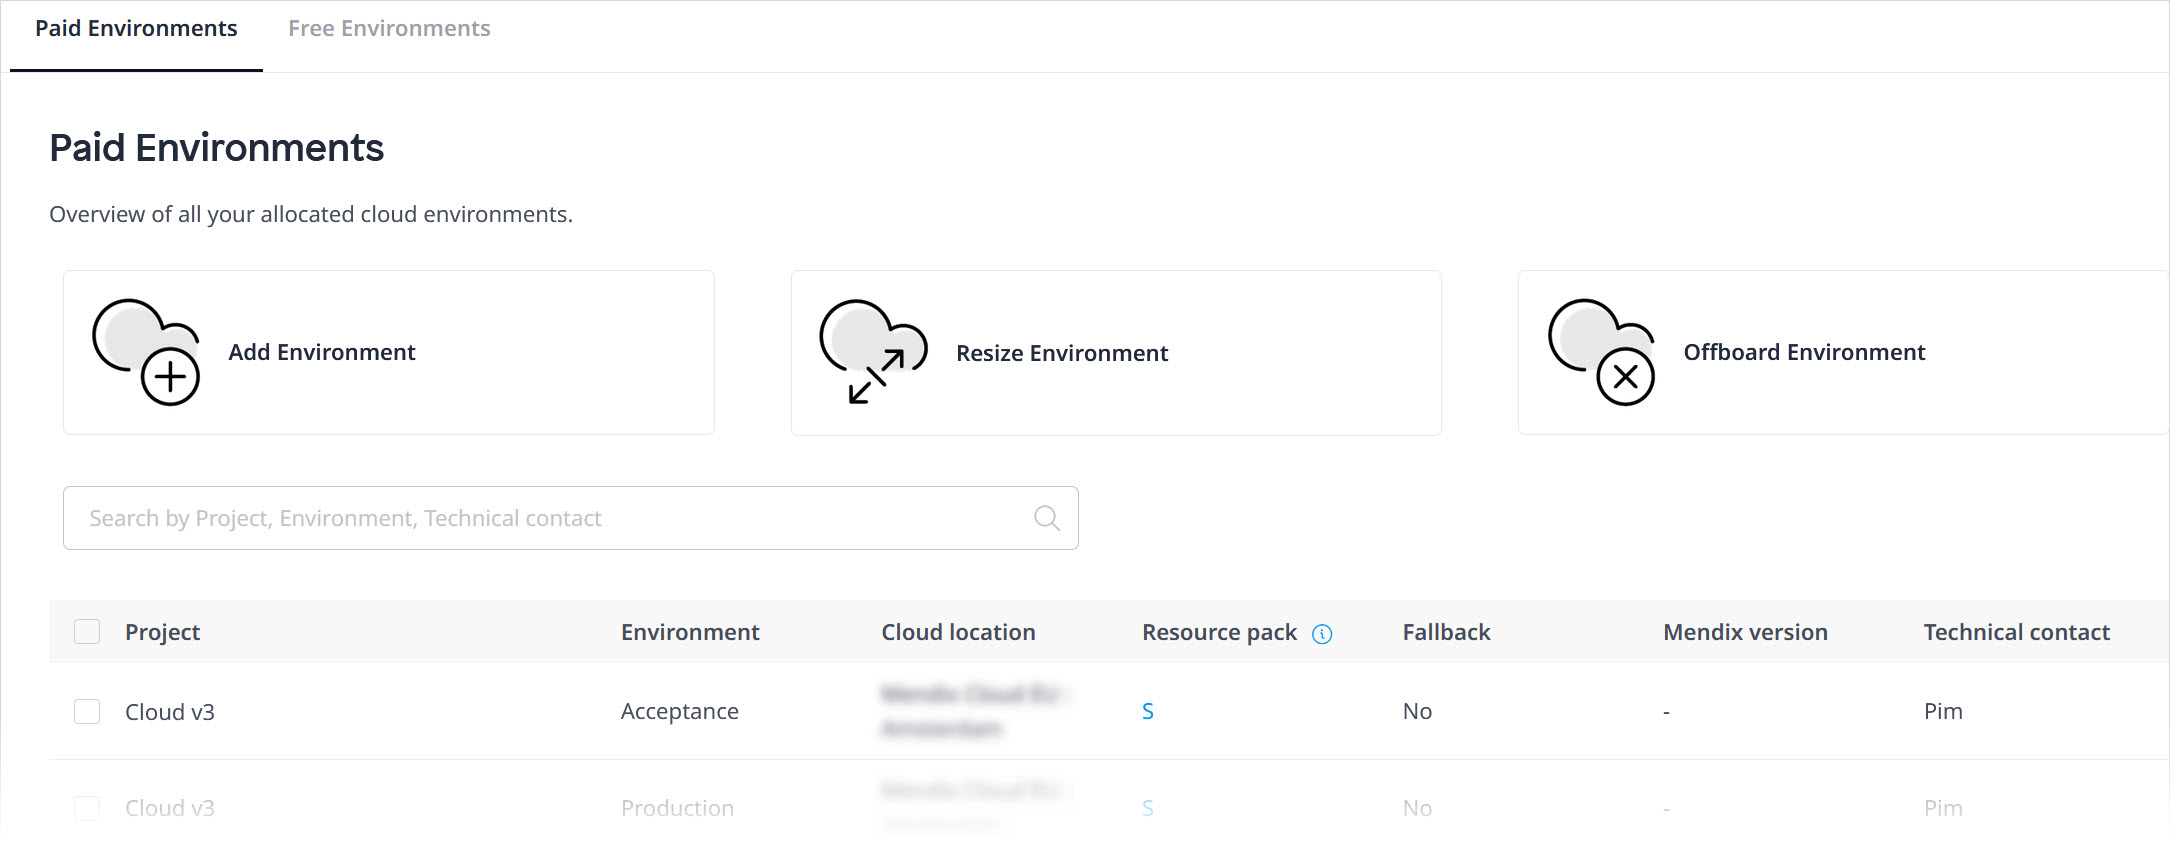 Paid Environments Free Environments
Paid Environments
Overview of all your allocated cloud environments.
Add Environment Resize Environment Offboard Environment
Search by Project, Environment, Technical contact
Project Environment Cloud location Resource pack Fallback Mendix version Technical contact
Cloud v3 Acceptance S No - Pim
Cloud v3 Production S No - Pim